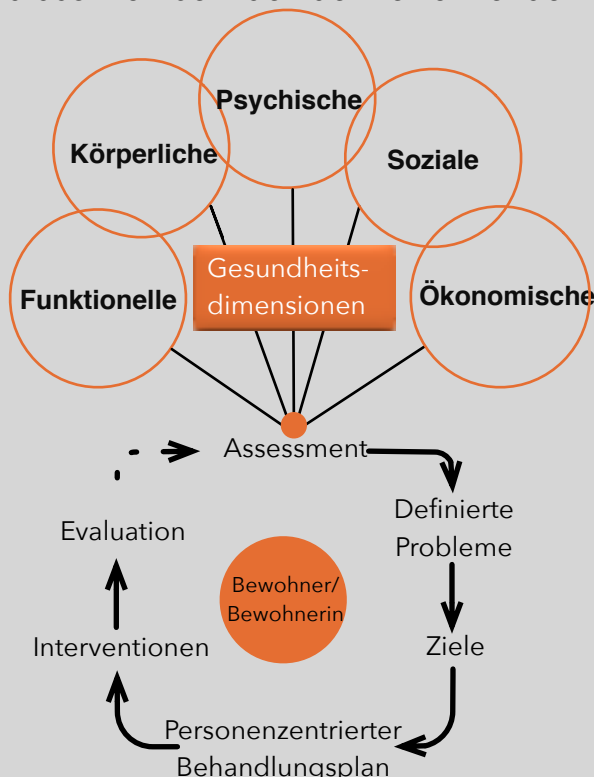 Psychische
Körperliche
Soziale
Gesundheits-
dimensionen
Funktionelle
Ökonomische
Assessment
Definierte
Probleme
Evaluation
Bewohner/
Bewohnerin
Interventionen
Ziele
Personenzentrierter
Behandlungsplan